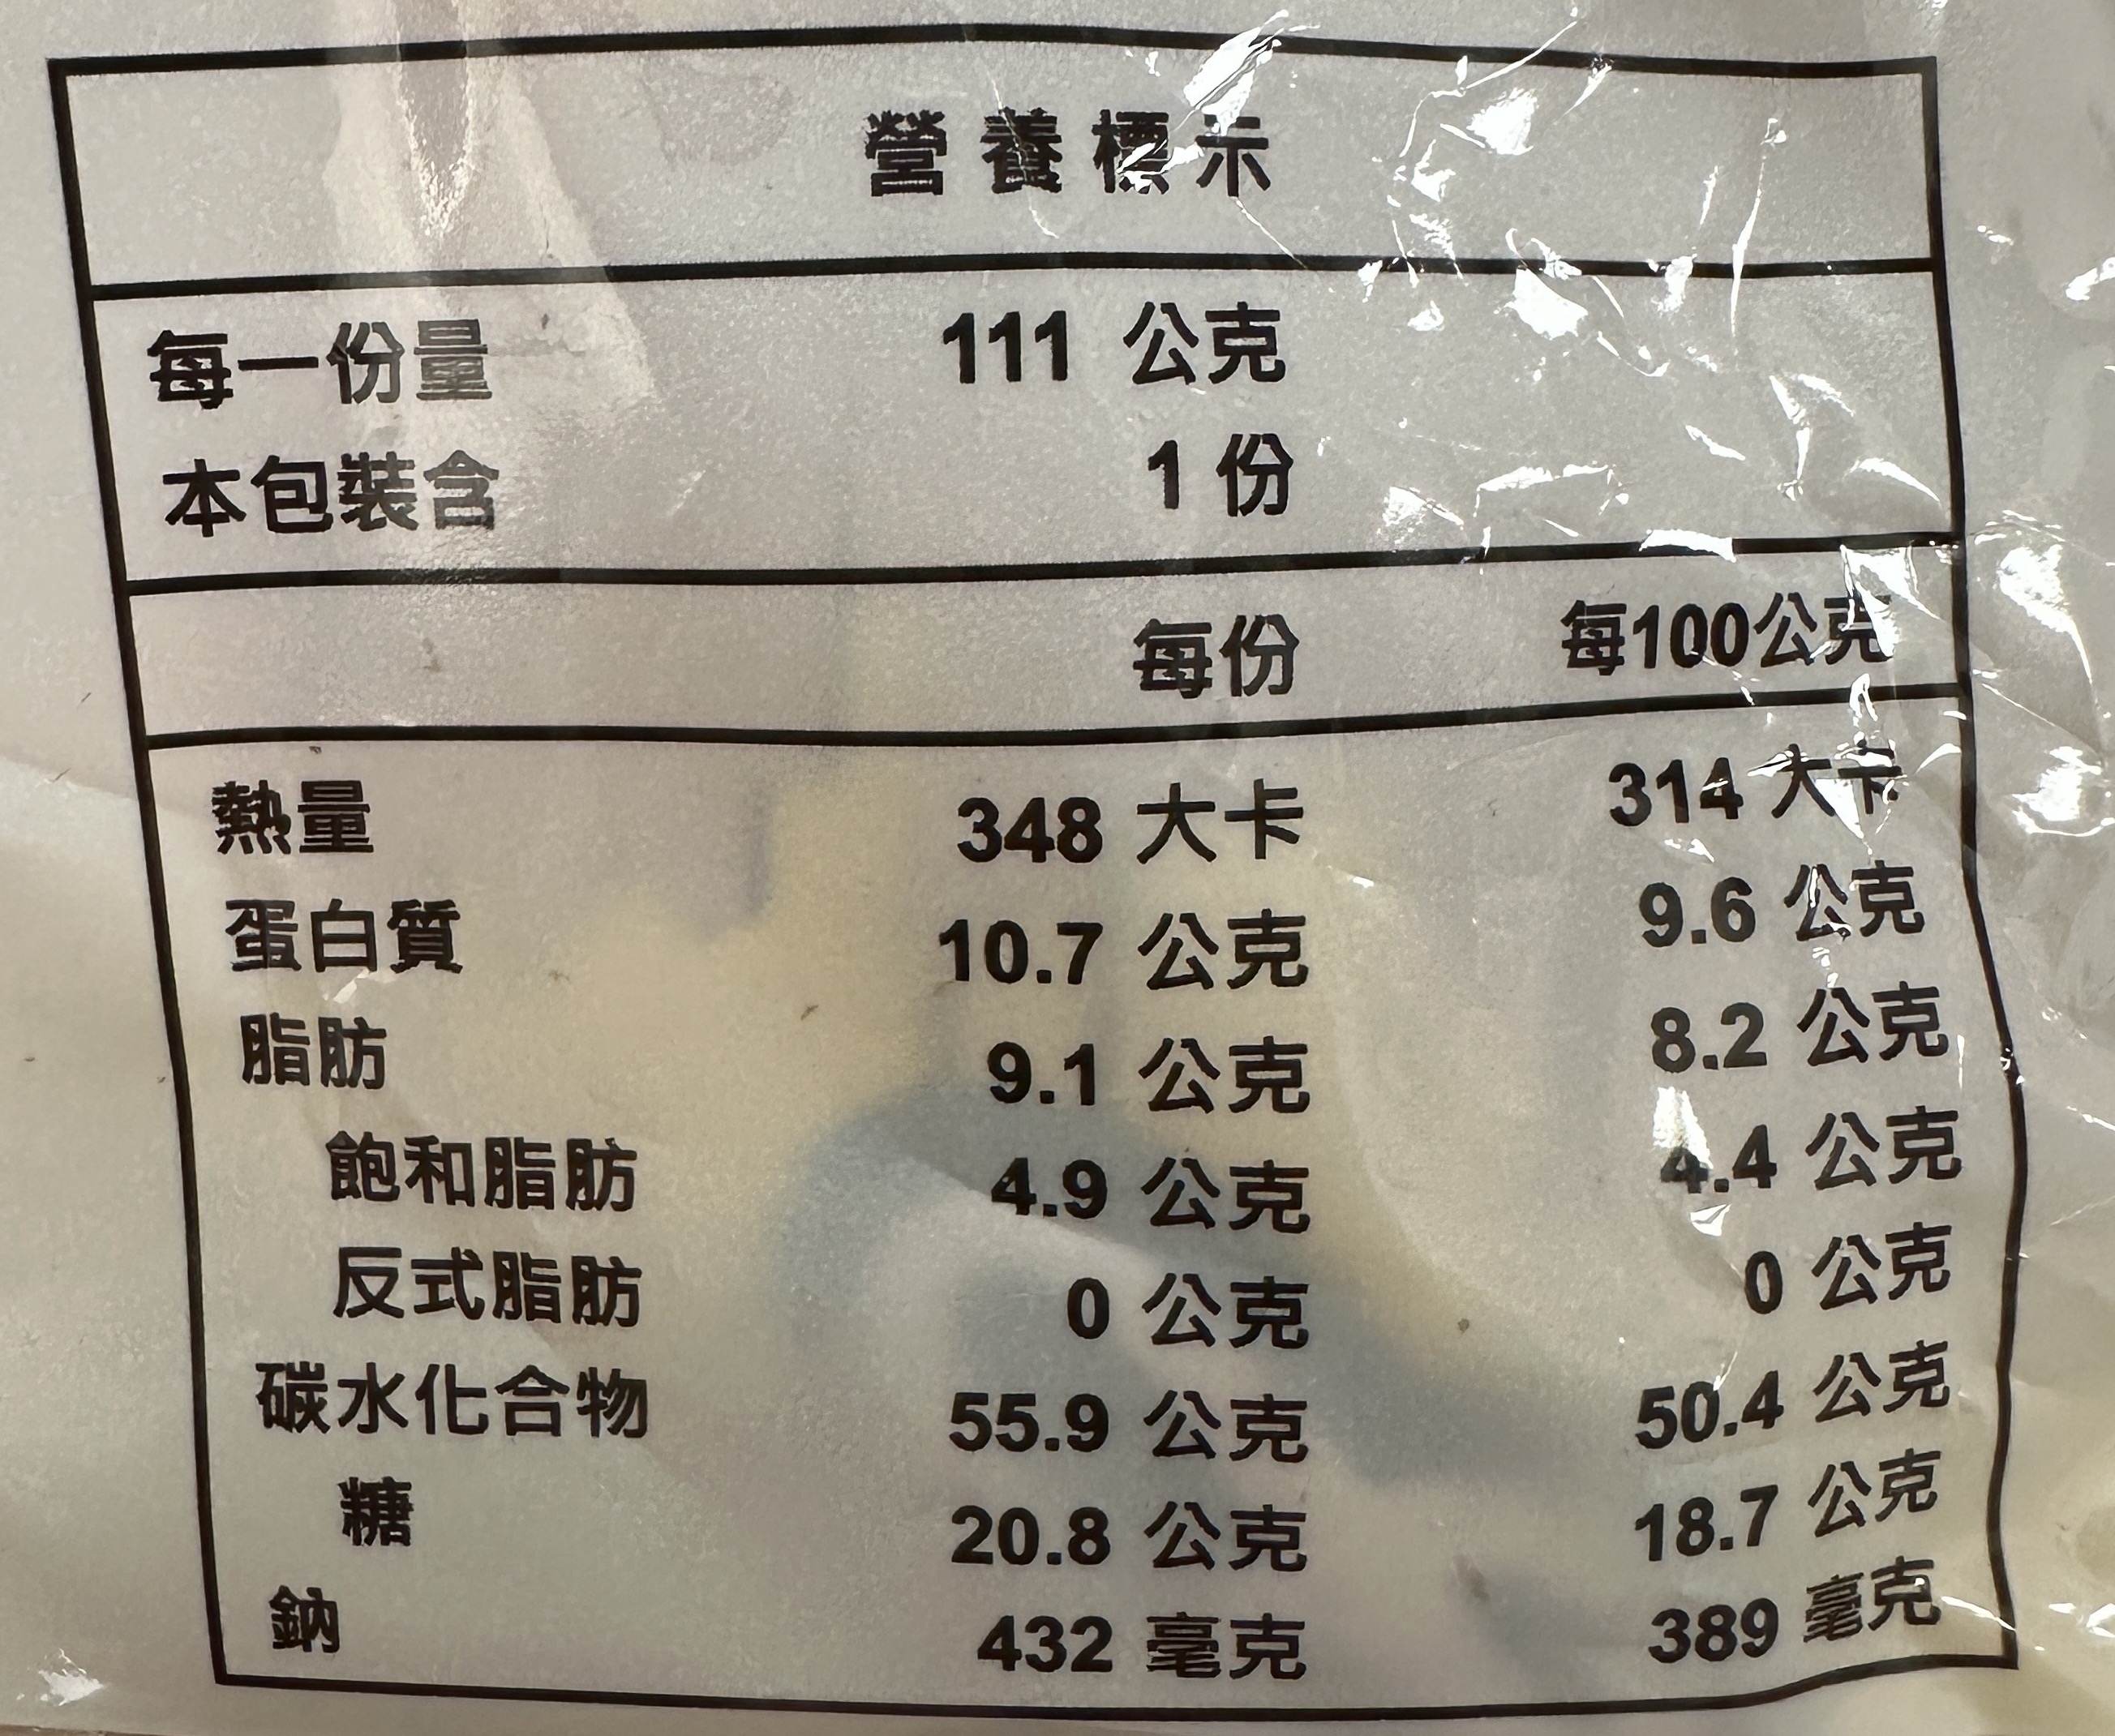 營養標示
每一份量 111 公克
本包裝含 1 份
每份 每100公克
熱量 348 大卡 314 大卡
蛋白質 10.7 公克 9.6 公克
脂肪 9.1 公克 8.2 公克
飽和脂肪 4.9 公克 4.4 公克
反式脂肪 0 公克 0 公克
碳水化合物 55.9 公克 50.4 公克
糖 20.8 公克 18.7 公克
鈉 432 毫克 389 毫克